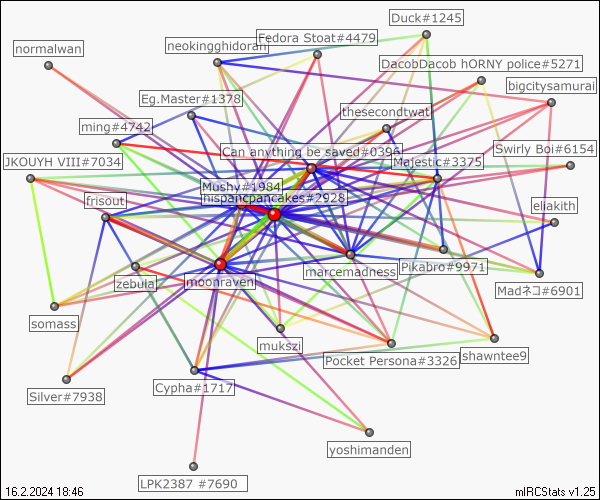 Duck#1245
Fedora Stoat#4479
neokingghidorah
normalwan
DacobDacob hORNY police#5271
bigcitysamurai
Eg.Master#1378
thesecondtwat
ming#4742
Can anything be saved#0396
Swirly Boi#6154
JKOUYH VIII#7034
Majestic#3375
Mushy#1984
hispancpancakes#2928
frisout
eliakith
marcemadness
Pikabro#9971
zebula
moonraven
Madネコ#6901
somass
mukszi
shawntee9
Pocket Persona#3326
Cypha#1717
Silver#7938
yoshimanden
LPK2387 #7690
16.2.2024 18:46
mIRCStats v1.25